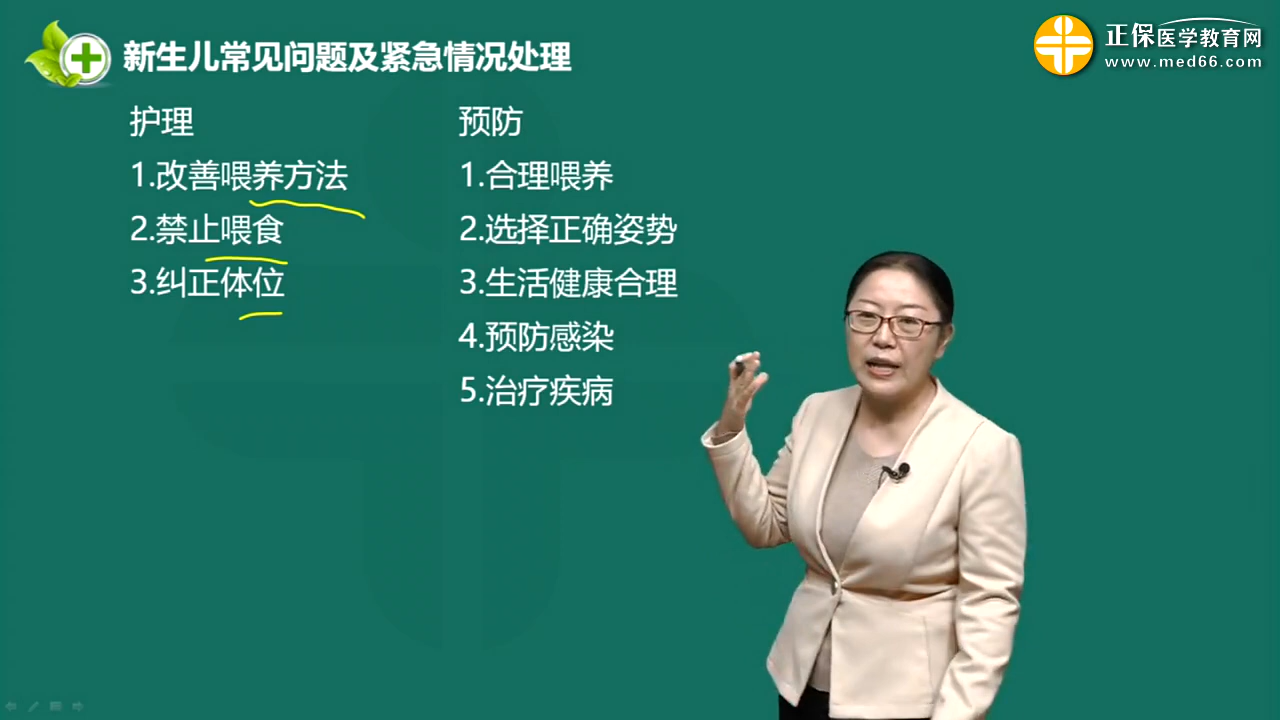 新生儿常见问题及紧急情况处理
正保医学教育网
www.med66.com
护理
1.改善喂养方法
2.禁止喂食
3.纠正体位
预防
1.合理喂养
2.选择正确姿势
3.生活健康合理
4.预防感染
5.治疗疾病